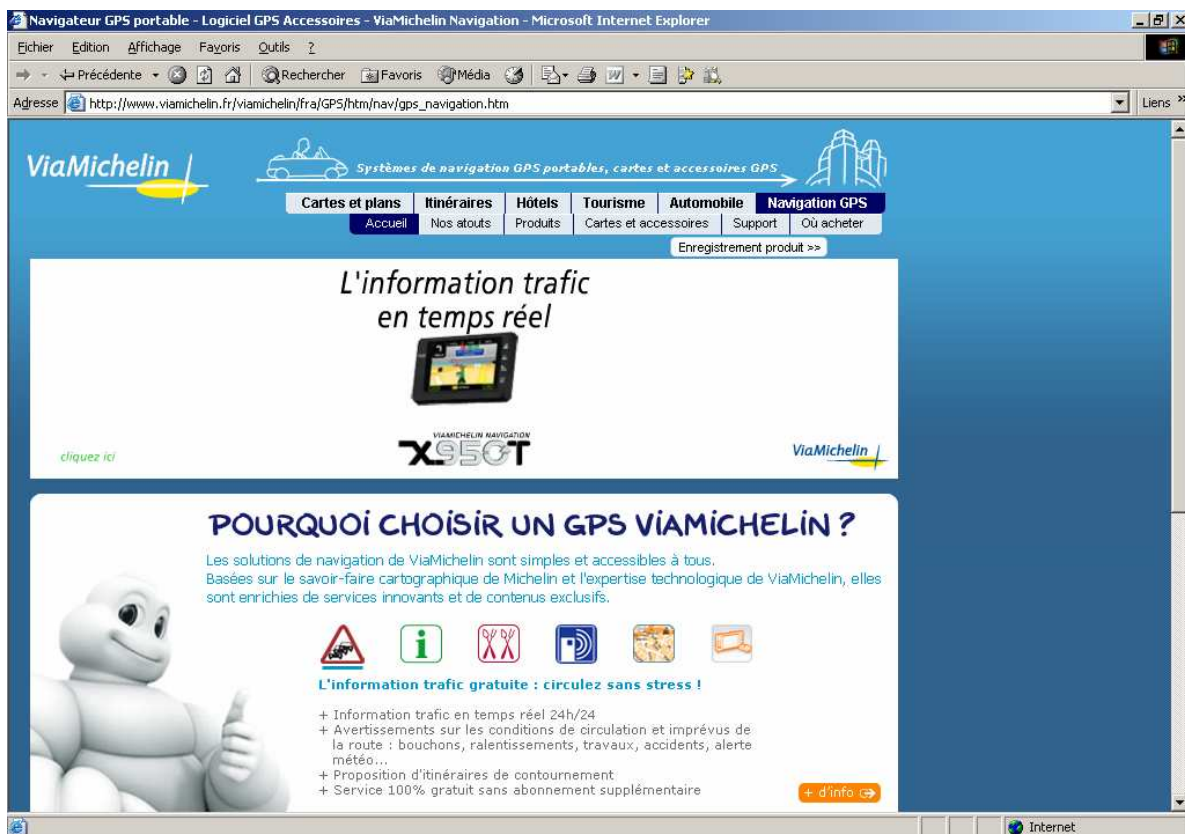 Navigateur GPS portable - Logiciel GPS Accessoires - ViaMichelin Navigation - Microsoft Internet Explorer
Fichier Edition Affichage Favoris Outils ?
Précédente Rechercher Favoris Média
Adresse http://www.viamichelin.fr/viamichelin/fra/GPS/htm/nav/gps_navigation.htm Liens »
ViaMichelin
Systèmes de navigation GPS portables, cartes et accessoires GPS
Cartes et plans Itinéraires Hôtels Tourisme Automobile Navigation GPS
Accueil Nos atouts Produits Cartes et accessoires Support Où acheter
Enregistrement produit >>
L'information trafic
en temps réel
VIAMICHELIN NAVIGATION
X-950T
cliquez ici
ViaMichelin
POURQUOI CHOISIR UN GPS VIAMICHELIN ?
Les solutions de navigation de ViaMichelin sont simples et accessibles à tous.
Basées sur le savoir-faire cartographique de Michelin et l'expertise technologique de ViaMichelin, elles
sont enrichies de services innovants et de contenus exclusifs.
L'information trafic gratuite : circulez sans stress !
+ Information trafic en temps réel 24h/24
+ Avertissements sur les conditions de circulation et imprévus de
la route : bouchons, ralentissements, travaux, accidents, alerte
météo...
+ Proposition d'itinéraires de contournement
+ Service 100% gratuit sans abonnement supplémentaire
+ d'info
Internet